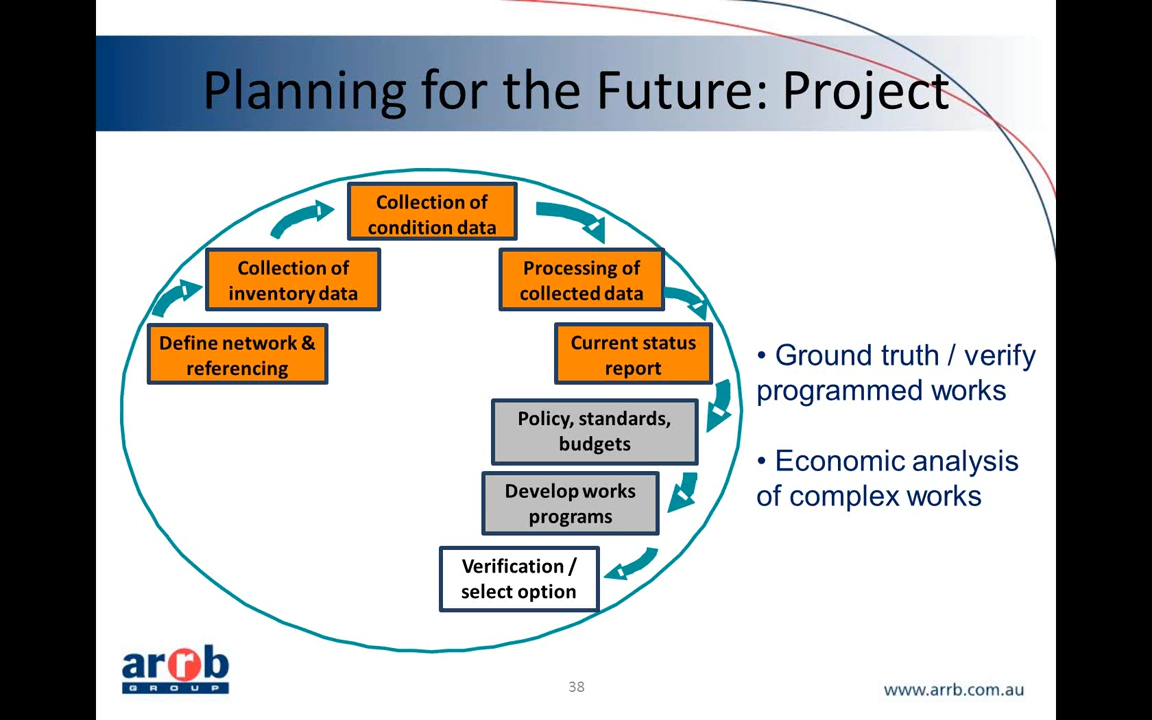 Planning for the Future: Project
Collection of
condition data
Collection of
inventory data
Processing of
collected data
Define network &
referencing
Current status
report
Policy, standards,
budgets
Develop works
programs
Verification /
select option
• Ground truth / verify
programmed works
• Economic analysis
of complex works
arrb
GROUP
38
www.arrb.com.au